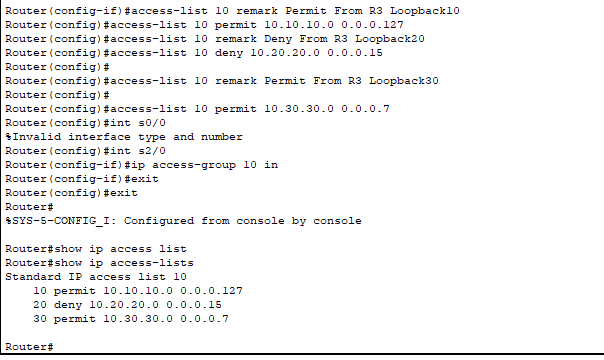 Router(config-if)#access-list 10 remark Permit From R3 Loopback10
Router(config)#access-list 10 permit 10.10.10.0 0.0.0.127
Router(config)#access-list 10 remark Deny From R3 Loopback20
Router(config)#access-list 10 deny 10.20.20.0 0.0.0.15
Router(config)#
Router(config)#access-list 10 remark Permit From R3 Loopback30
Router(config)#
Router(config)#access-list 10 permit 10.30.30.0 0.0.0.7
Router(config)#int s0/0
%Invalid interface type and number
Router(config)#int s2/0
Router(config-if)#ip access-group 10 in
Router(config-if)#exit
Router(config)#exit
Router#
%SYS-5-CONFIG_I: Configured from console by console

Router#show ip access list
Router#show ip access-lists
Standard IP access list 10
    10 permit 10.10.10.0 0.0.0.127
    20 deny 10.20.20.0 0.0.0.15
    30 permit 10.30.30.0 0.0.0.7

Router#